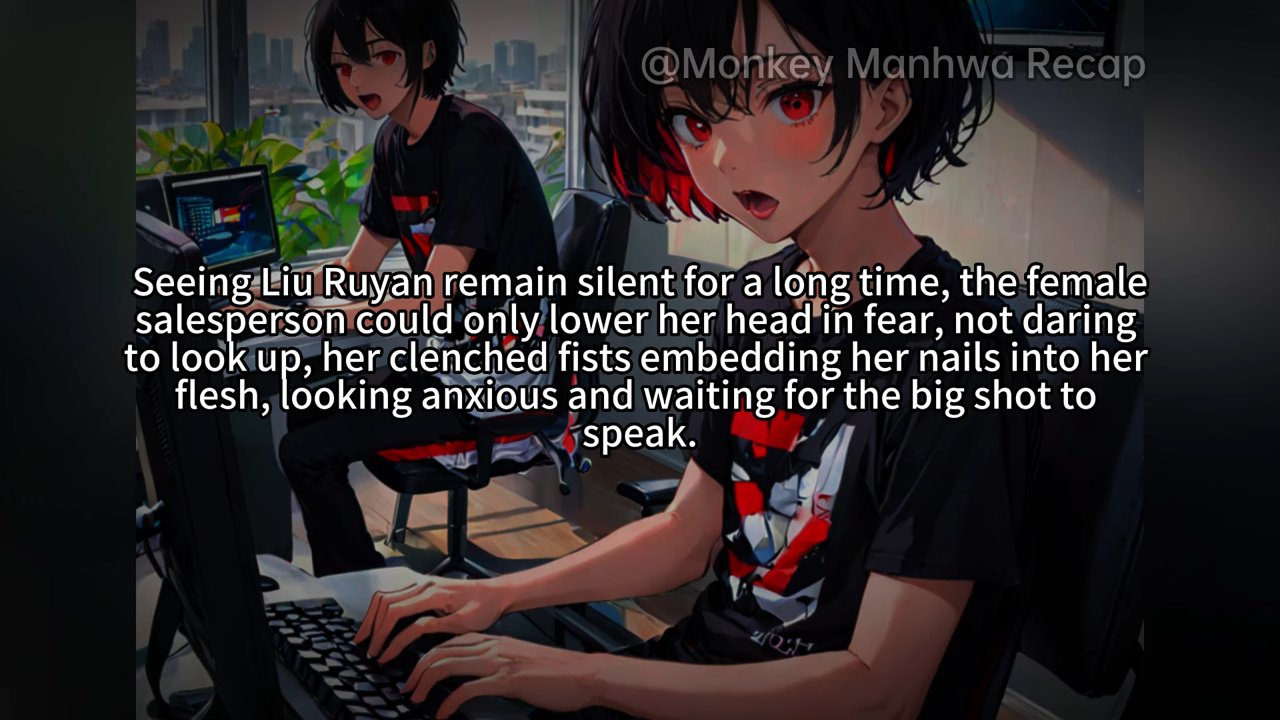 @Monkey Manhwa Recap
Seeing Liu Ruyan remain silent for a long time, the female
salesperson could only lower her head in fear, not daring
to look up, her clenched fists embedding her nails into her
flesh, looking anxious and waiting for the big shot to
speak.